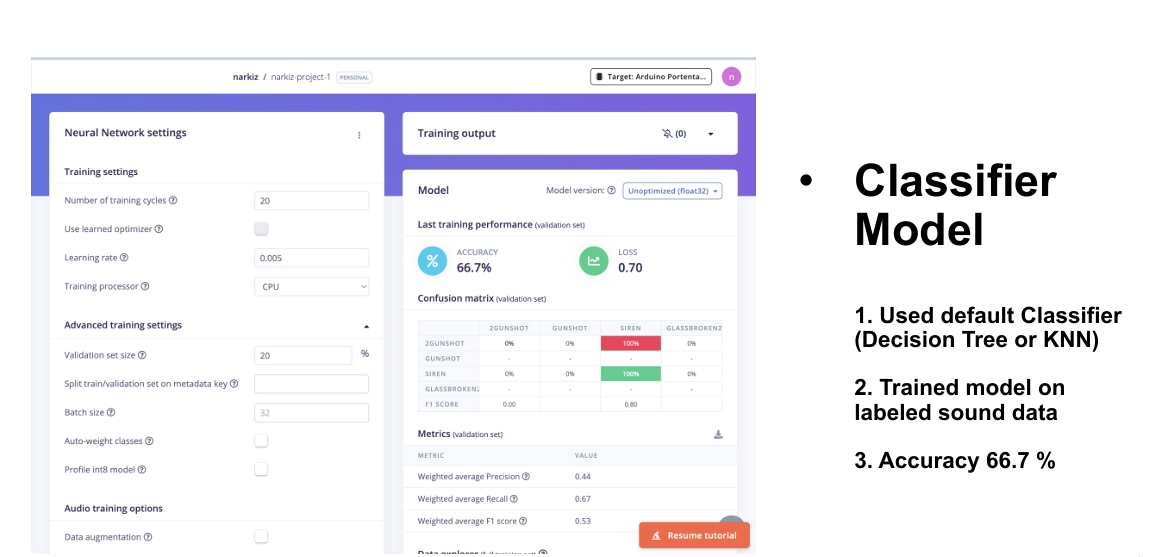 narkiz / narkiz-project-1 PERSONAL
Target: Arduino Portenta...
n
Neural Network settings
Training settings
Number of training cycles ?
20
Use learned optimizer ?
Learning rate ?
0.005
Training processor ?
CPU
Advanced training settings
Validation set size ?
20
%
Split train/validation set on metadata key ?
Batch size ?
32
Auto-weight classes ?
Profile int8 model ?
Audio training options
Data augmentation ?
Training output
(0)
Model
Model version: ? Unoptimized (float32)
Last training performance (validation set)
%
ACCURACY
66.7%
LOSS
0.70
Confusion matrix (validation set)
2GUNSHOT GUNSHOT SIREN GLASSBROKEN2
2GUNSHOT 0% 0% 100% 0%
GUNSHOT - - - -
SIREN 0% 0% 100% 0%
GLASSBROKEN2 - - - -
F1 SCORE 0.00 0.80
Metrics (validation set)
METRIC VALUE
Weighted average Precision ? 0.44
Weighted average Recall ? 0.67
Weighted average F1 score ? 0.53
Data explorer (full training set) ?
Resume tutorial
• Classifier
Model
1. Used default Classifier
(Decision Tree or KNN)
2. Trained model on
labeled sound data
3. Accuracy 66.7 %